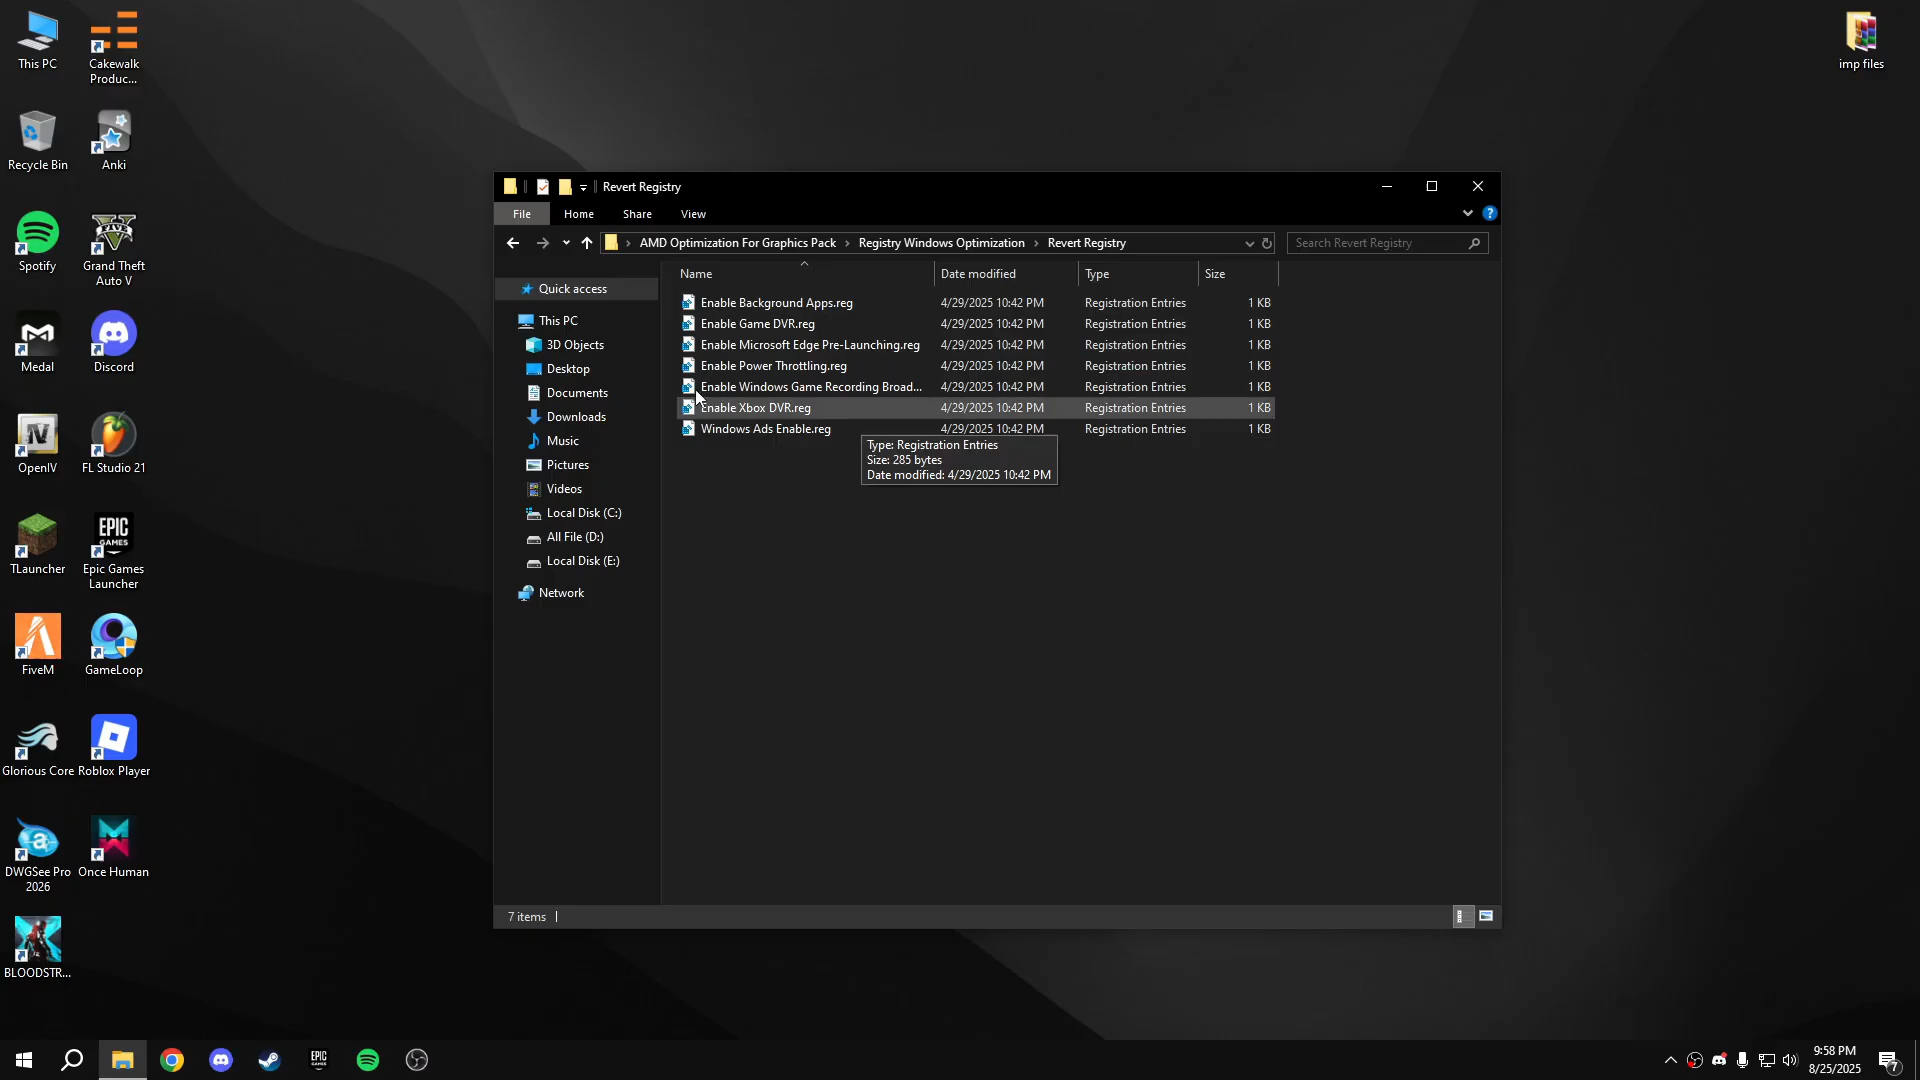 This PC
Cakewalk
Produc...
imp files
Recycle Bin
Anki
Spotify
Grand Theft
Auto V
Medal
Discord
OpenIV
FL Studio 21
TLauncher
EPIC
GAMES
Epic Games
Launcher
FiveM
GameLoop
Glorious Core
Roblox Player
DWGSee Pro
2026
Once Human
BLOODSTR...
Revert Registry
File
Home
Share
View
AMD Optimization For Graphics Pack
Registry Windows Optimization
Revert Registry
Search Revert Registry
Name
Date modified
Type
Size
Enable Background Apps.reg 4/29/2025 10:42 PM Registration Entries 1 KB
Enable Game DVR.reg 4/29/2025 10:42 PM Registration Entries 1 KB
Enable Microsoft Edge Pre-Launching.reg 4/29/2025 10:42 PM Registration Entries 1 KB
Enable Power Throttling.reg 4/29/2025 10:42 PM Registration Entries 1 KB
Enable Windows Game Recording Broad... 4/29/2025 10:42 PM Registration Entries 1 KB
Enable Xbox DVR.reg 4/29/2025 10:42 PM Registration Entries 1 KB
Windows Ads Enable.reg 4/29/2025 10:42 PM Registration Entries 1 KB
Type: Registration Entries
Size: 285 bytes
Date modified: 4/29/2025 10:42 PM
Quick access
This PC
3D Objects
Desktop
Documents
Downloads
Music
Pictures
Videos
Local Disk (C:)
All File (D:)
Local Disk (E:)
Network
7 items
EPIC
9:58 PM
8/25/2025
7